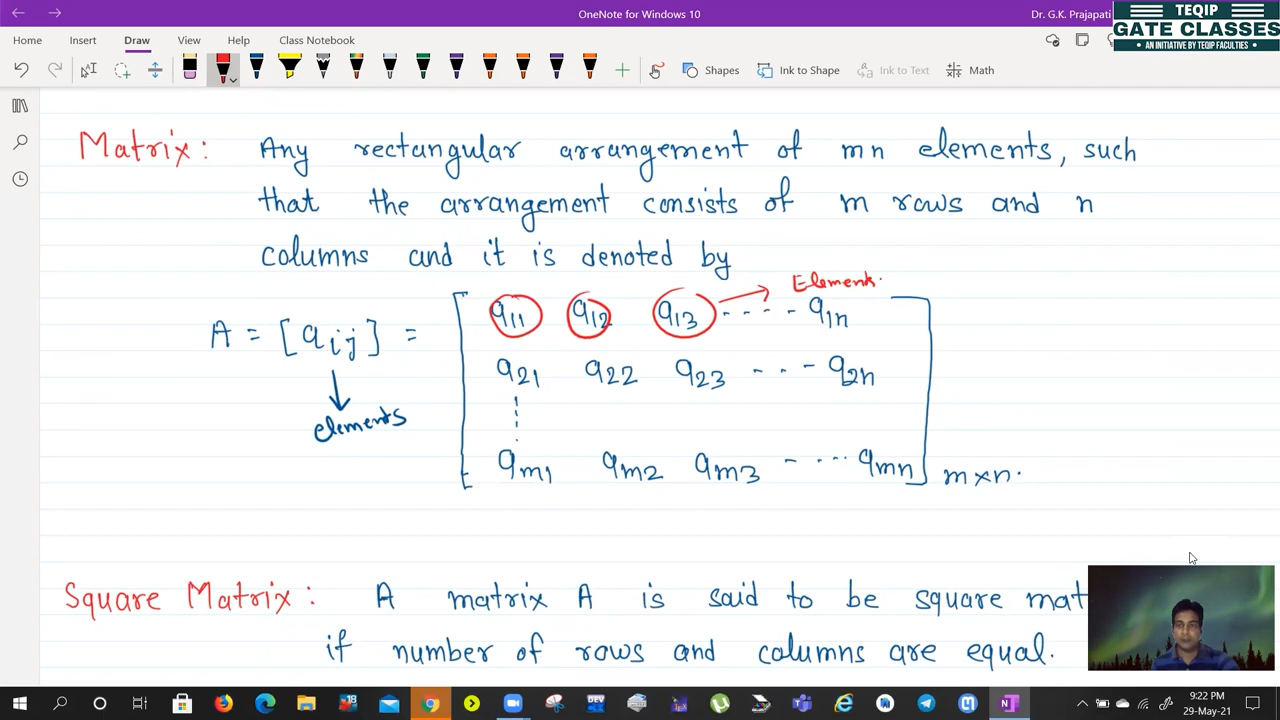 OneNote for Windows 10
Dr. G.K. Prajapati
TEQIP
GATE CLASSES
AN INITIATIVE BY TEQIP FACULTIES
Home Insert Draw View Help Class Notebook
Shapes Ink to Shape Ink to Text Math
Matrix: Any rectangular arrangement of mn elements, such
that the arrangement consists of m rows and n
columns and it is denoted by
Elements.
A = [aij] = a11 a12 a13 ---- a1n
a21 a22 a23 --- a2n
elements
am1 am2 am3 - ... amn m×n.
Square Matrix: A matrix A is said to be square mat
if number of rows and columns are equal.
9:22 PM
29-May-21